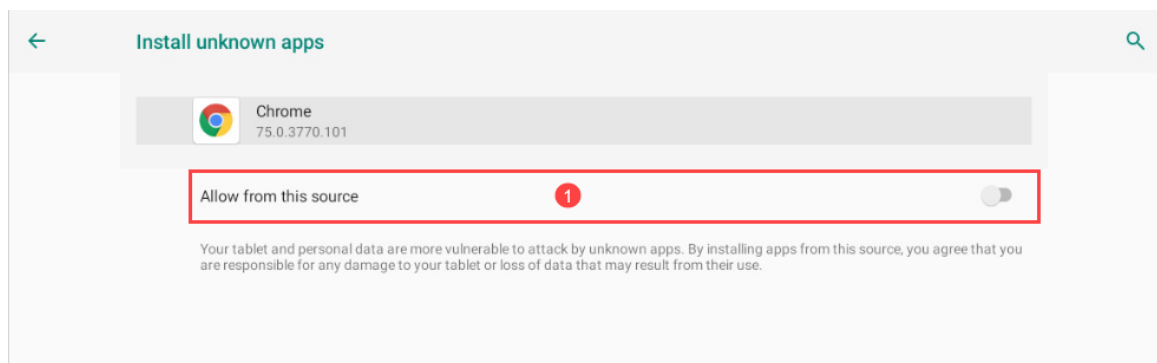 Install unknown apps
Chrome
75.0.3770.101
Allow from this source
1
Your tablet and personal data are more vulnerable to attack by unknown apps. By installing apps from this source, you agree that you
are responsible for any damage to your tablet or loss of data that may result from their use.